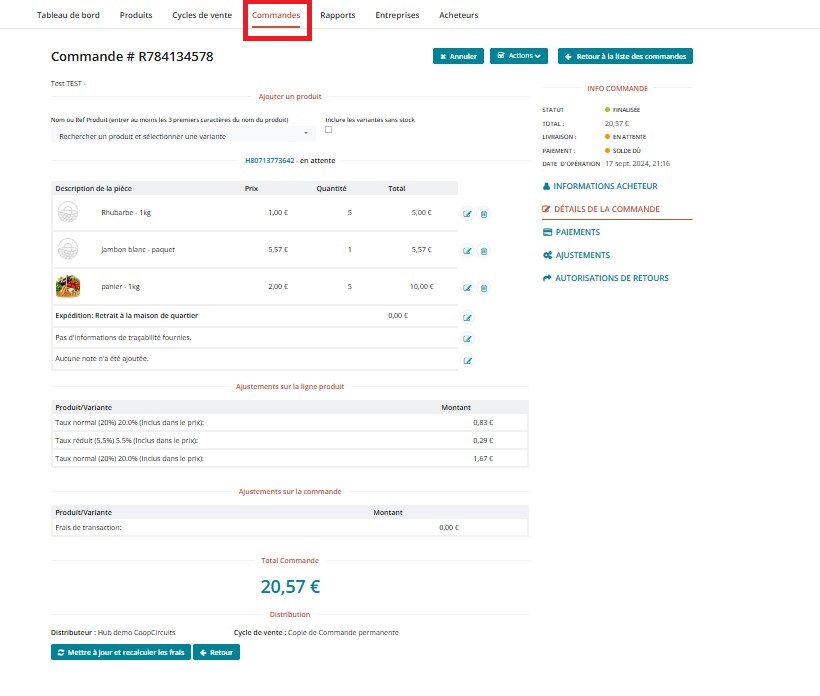 Tableau de bord Produits Cycles de vente Commandes Rapports Entreprises Acheteurs
Commande # R784134578
Annuler Actions Retour à la liste des commandes
Test TEST -
Ajouter un produit
Nom ou Ref Produit (entrer au moins les 3 premiers caractères du nom du produit) Inclure les variantes sans stock
Rechercher un produit et sélectionner une variante
H80713773642 - en attente
Description de la pièce Prix Quantité Total
Rhubarbe - 1kg 1,00 € 5 5,00 €
Jambon blanc - paquet 5,57 € 1 5,57 €
panier - 1kg 2,00 € 5 10,00 €
Expédition: Retrait à la maison de quartier 0,00 €
Pas d'informations de traçabilité fournies.
Aucune note n'a été ajoutée.
Ajustements sur la ligne produit
Produit/Variante Montant
Taux normal (20%) 20.0% (Inclus dans le prix): 0,83 €
Taux réduit (5,5%) 5.5% (Inclus dans le prix): 0,29 €
Taux normal (20%) 20.0% (Inclus dans le prix): 1,67 €
Ajustements sur la commande
Produit/Variante Montant
Frais de transaction: 0,00 €
Total Commande
20,57 €
Distribution
Distributeur : Hub demo CoopCircuits Cycle de vente : Copie de Commande permanente
Mettre à jour et recalculer les frais Retour
INFO COMMANDE
STATUT FINALISÉE
TOTAL : 20,57 €
LIVRAISON : EN ATTENTE
PAIEMENT : SOLDE DÛ
DATE D'OPÉRATION 17 sept. 2024, 21:16
INFORMATIONS ACHETEUR
DÉTAILS DE LA COMMANDE
PAIEMENTS
AJUSTEMENTS
AUTORISATIONS DE RETOURS